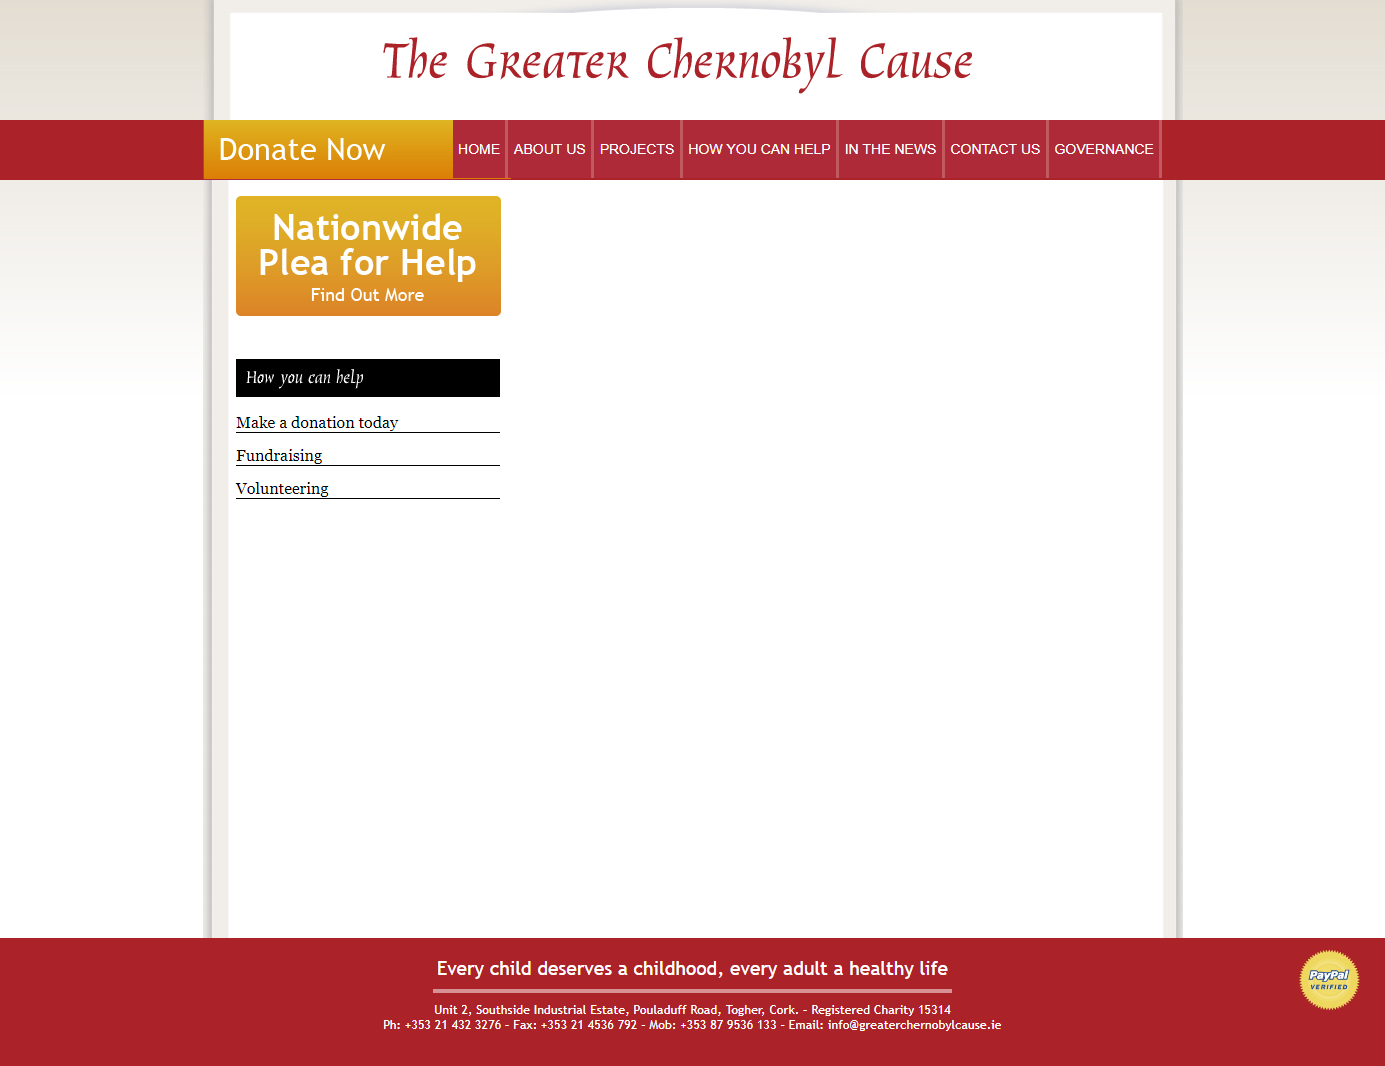 The Greater Chernobyl Cause
Donate Now
HOME
ABOUT US
PROJECTS
HOW YOU CAN HELP
IN THE NEWS
CONTACT US
GOVERNANCE
Nationwide
Plea for Help
Find Out More
How you can help
Make a donation today
Fundraising
Volunteering
Every child deserves a childhood, every adult a healthy life
Unit 2, Southside Industrial Estate, Pouladuff Road, Togher, Cork. - Registered Charity 15314
Ph: +353 21 432 3276 - Fax: +353 21 4536 792 - Mob: +353 87 9536 133 - Email: info@greaterchernobylcause.ie
PayPal
VERIFIED